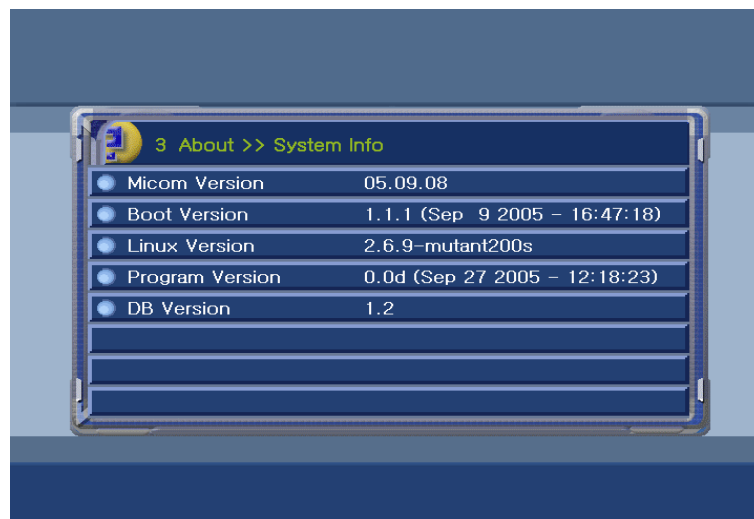 3 About >> System Info
Micom Version 05.09.08
Boot Version 1.1.1 (Sep 9 2005 - 16:47:18)
Linux Version 2.6.9-mutant200s
Program Version 0.0d (Sep 27 2005 - 12:18:23)
DB Version 1.2